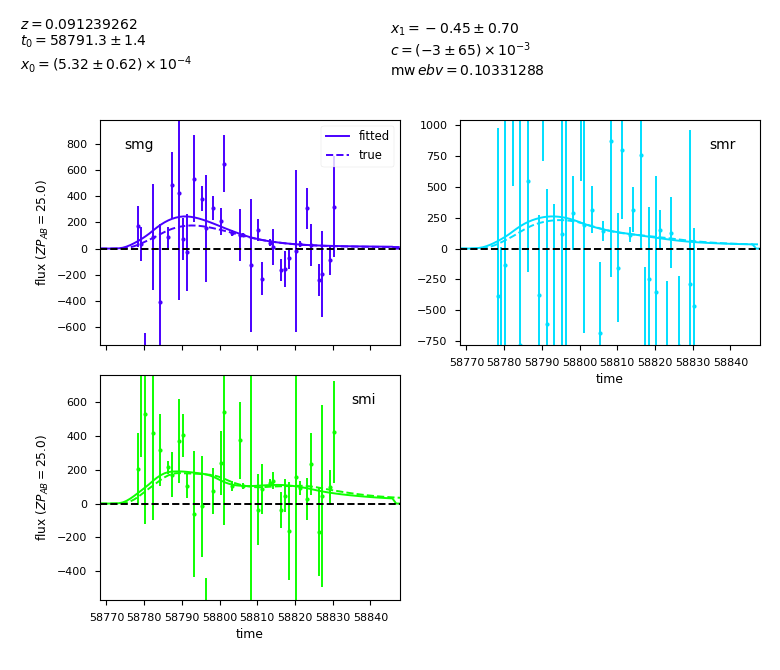 z = 0.091239262
t₀ = 58791.3 ± 1.4
x₀ = (5.32 ± 0.62) × 10⁻⁴
x₁ = −0.45 ± 0.70
c = (−3 ± 65) × 10⁻³
mw ebv = 0.10331288
smg
fitted
true
800
600
400
200
0
−200
−400
−600
flux (ZP_AB = 25.0)
smr
1000
750
500
250
0
−250
−500
−750
58770 58780 58790 58800 58810 58820 58830 58840
time
smi
600
400
200
0
−200
−400
flux (ZP_AB = 25.0)
58770 58780 58790 58800 58810 58820 58830 58840
time